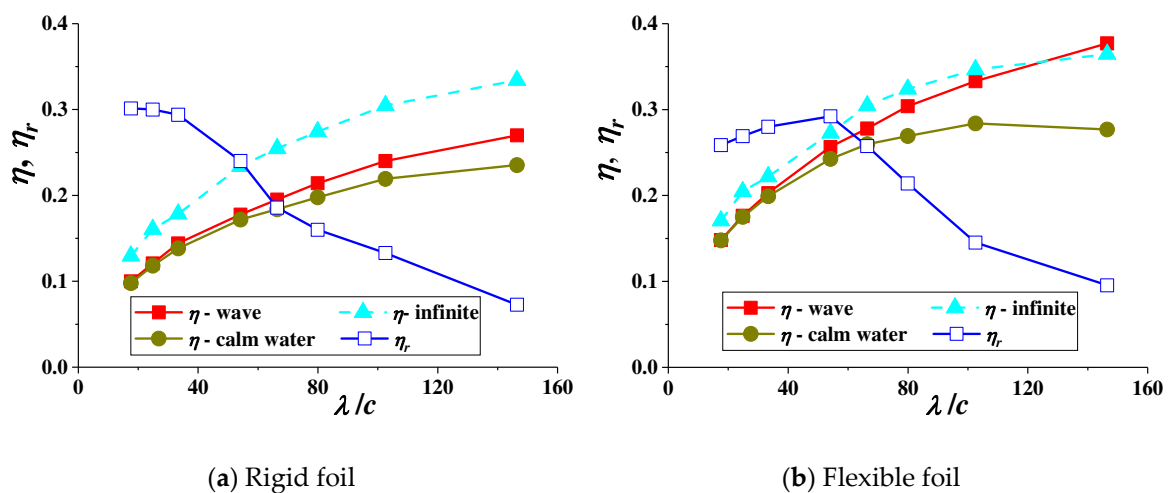 0.4
0.3
0.2
0.1
0.0
η, ηr
η - wave
η- infinite
η - calm water
ηr
0
40
80
120
160
λ/c
(a) Rigid foil
0.4
0.3
0.2
0.1
0.0
η, ηr
η - wave
η - infinite
η - calm water
ηr
0
40
80
120
160
λ/c
(b) Flexible foil